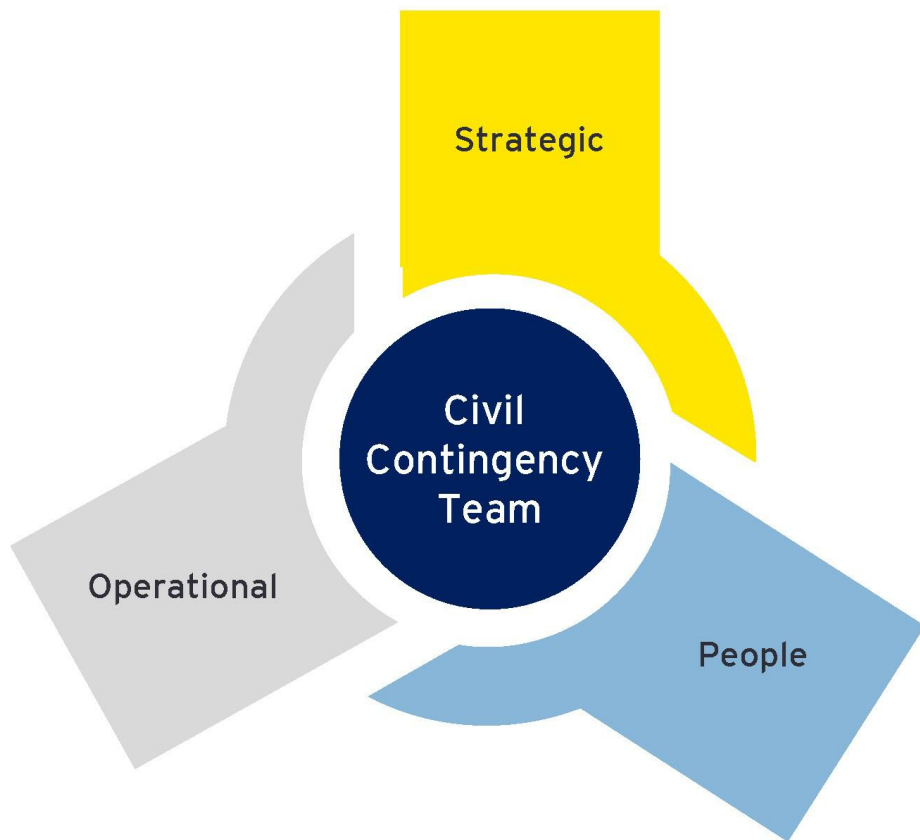 Strategic
Civil
Contingency
Team
Operational
People